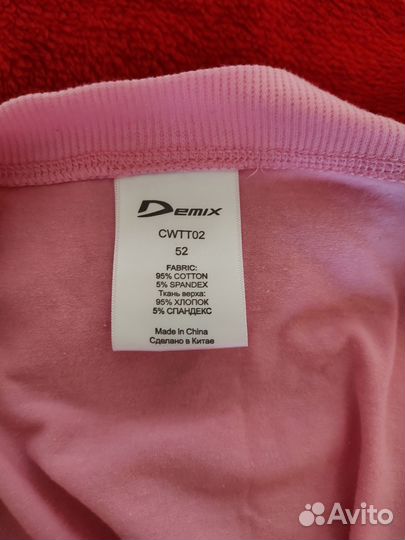 Demix
CWTT02
52
FABRIC:
95% COTTON
5% SPANDEX
Ткань верха:
95% ХЛОПОК
5% СПАНДЕКС
Made in China
Сделано в Китае
Avito